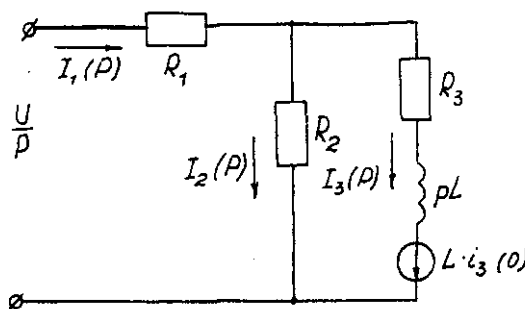 I₁(p)
R₁
U/p
I₂(p)
R₂
I₃(p)
R₃
pL
L·i₃(0)